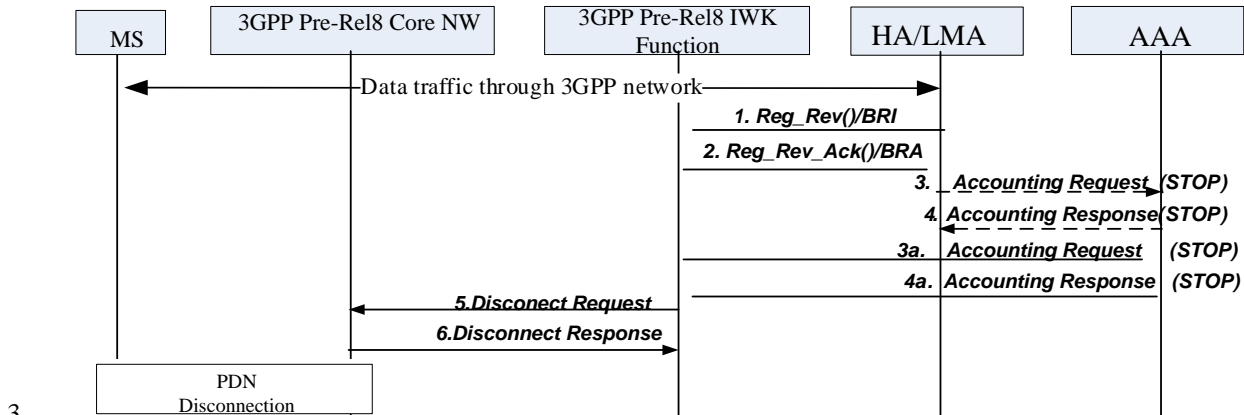 MS
3GPP Pre-Rel8 Core NW
3GPP Pre-Rel8 IWK
Function
HA/LMA
AAA
Data traffic through 3GPP network
1. Reg_Rev()/BRI
2. Reg_Rev_Ack()/BRA
3. Accounting Request (STOP)
4. Accounting Response(STOP)
3a. Accounting Request (STOP)
4a. Accounting Response (STOP)
5.Disconect Request
6.Disconnect Response
PDN
Disconnection
3